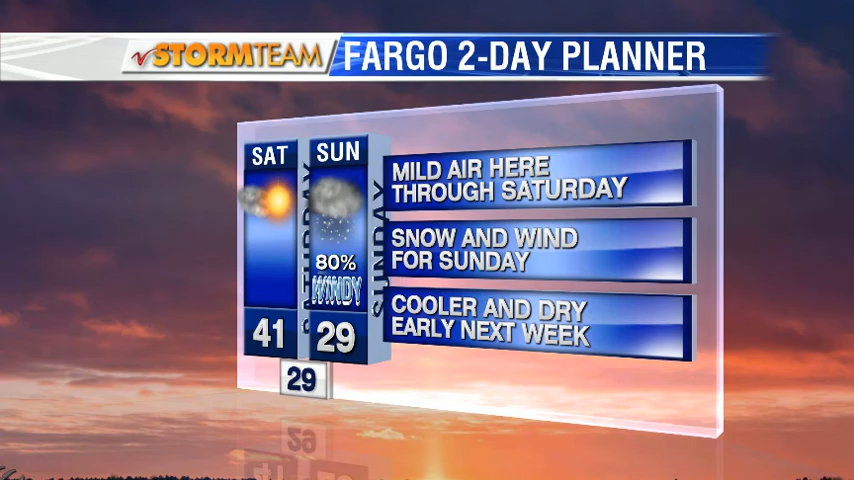 STORMTEAM
FARGO 2-DAY PLANNER
SAT
SUN
SATURDAY
SUNDAY
80%
WINDY
41
29
29
MILD AIR HERE
THROUGH SATURDAY
SNOW AND WIND
FOR SUNDAY
COOLER AND DRY
EARLY NEXT WEEK